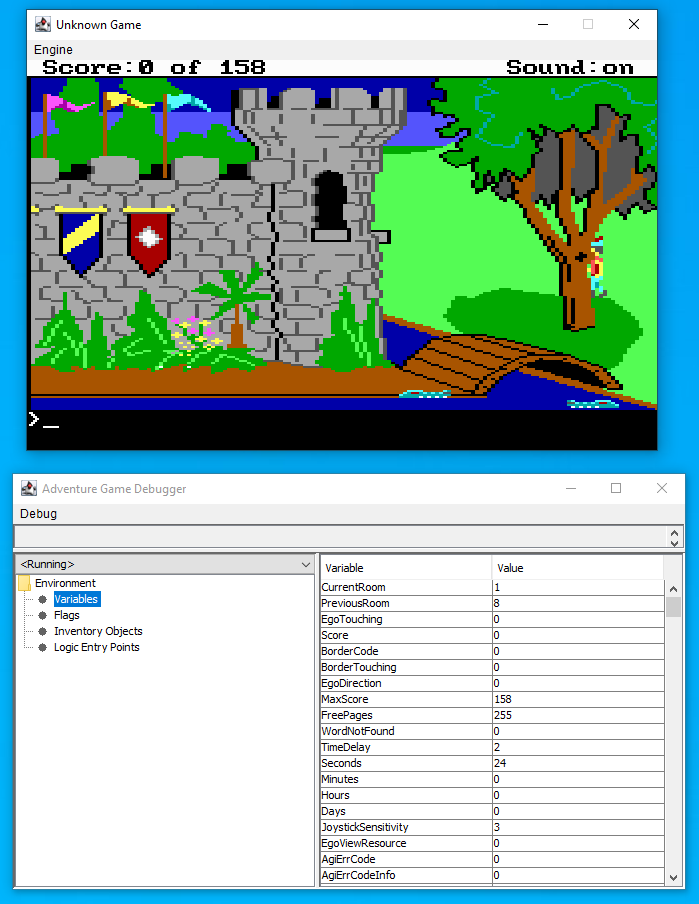 Unknown Game
Engine
Score:0 of 158 Sound:on
>_
Adventure Game Debugger
Debug
<Running>
Environment
Variables
Flags
Inventory Objects
Logic Entry Points
Variable Value
CurrentRoom 1
PreviousRoom 8
EgoTouching 0
Score 0
BorderCode 0
BorderTouching 0
EgoDirection 0
MaxScore 158
FreePages 255
WordNotFound 0
TimeDelay 2
Seconds 24
Minutes 0
Hours 0
Days 0
JoystickSensitivity 3
EgoViewResource 0
AgiErrCode 0
AgiErrCodeInfo 0